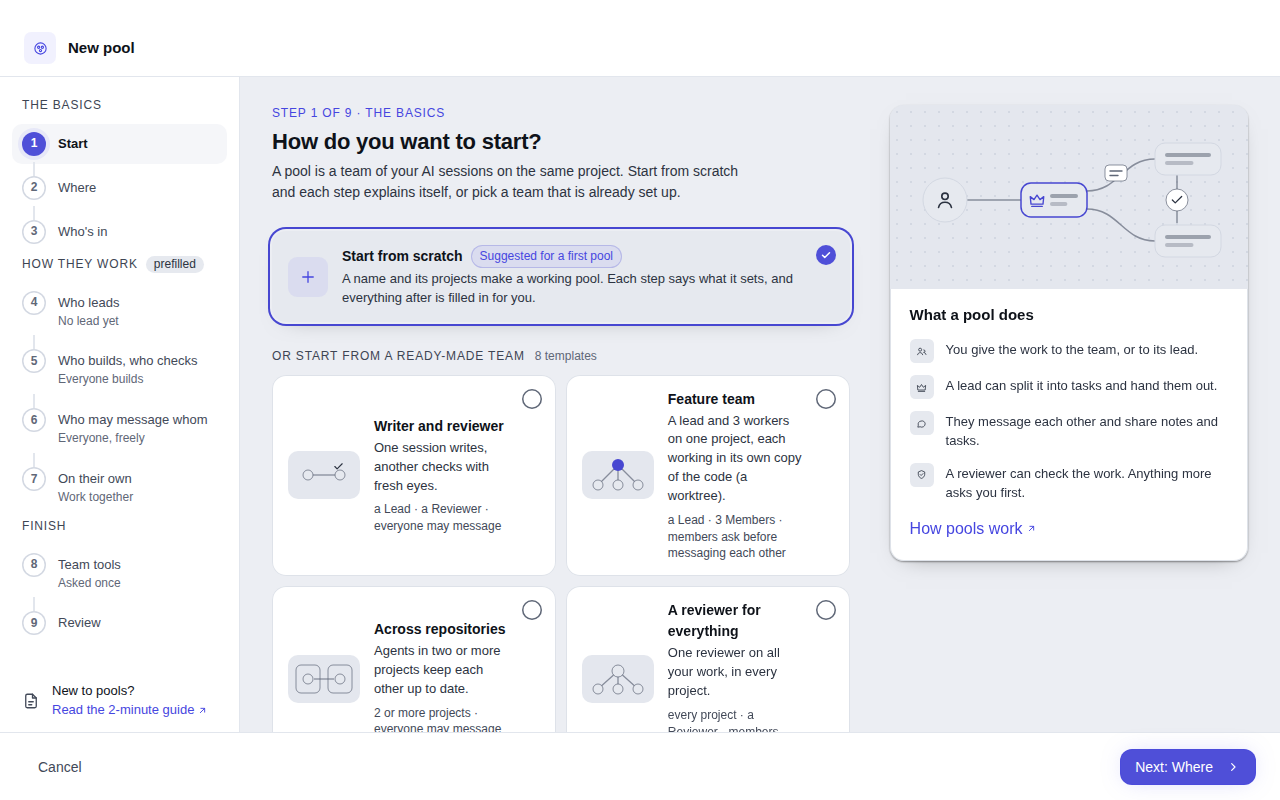 New pool
THE BASICS
1 Start
2 Where
3 Who's in
HOW THEY WORK prefilled
4 Who leads
No lead yet
5 Who builds, who checks
Everyone builds
6 Who may message whom
Everyone, freely
7 On their own
Work together
FINISH
8 Team tools
Asked once
9 Review
New to pools?
Read the 2-minute guide
STEP 1 OF 9 · THE BASICS
How do you want to start?
A pool is a team of your AI sessions on the same project. Start from scratch
and each step explains itself, or pick a team that is already set up.
Start from scratch Suggested for a first pool
A name and its projects make a working pool. Each step says what it sets, and
everything after is filled in for you.
OR START FROM A READY-MADE TEAM 8 templates
Writer and reviewer
One session writes,
another checks with
fresh eyes.
a Lead · a Reviewer ·
everyone may message
Feature team
A lead and 3 workers
on one project, each
working in its own copy
of the code (a
worktree).
a Lead · 3 Members ·
members ask before
messaging each other
Across repositories
Agents in two or more
projects keep each
other up to date.
2 or more projects ·
everyone may message
A reviewer for
everything
One reviewer on all
your work, in every
project.
every project · a
Reviewer · members
What a pool does
You give the work to the team, or to its lead.
A lead can split it into tasks and hand them out.
They message each other and share notes and
tasks.
A reviewer can check the work. Anything more
asks you first.
How pools work
Cancel
Next: Where